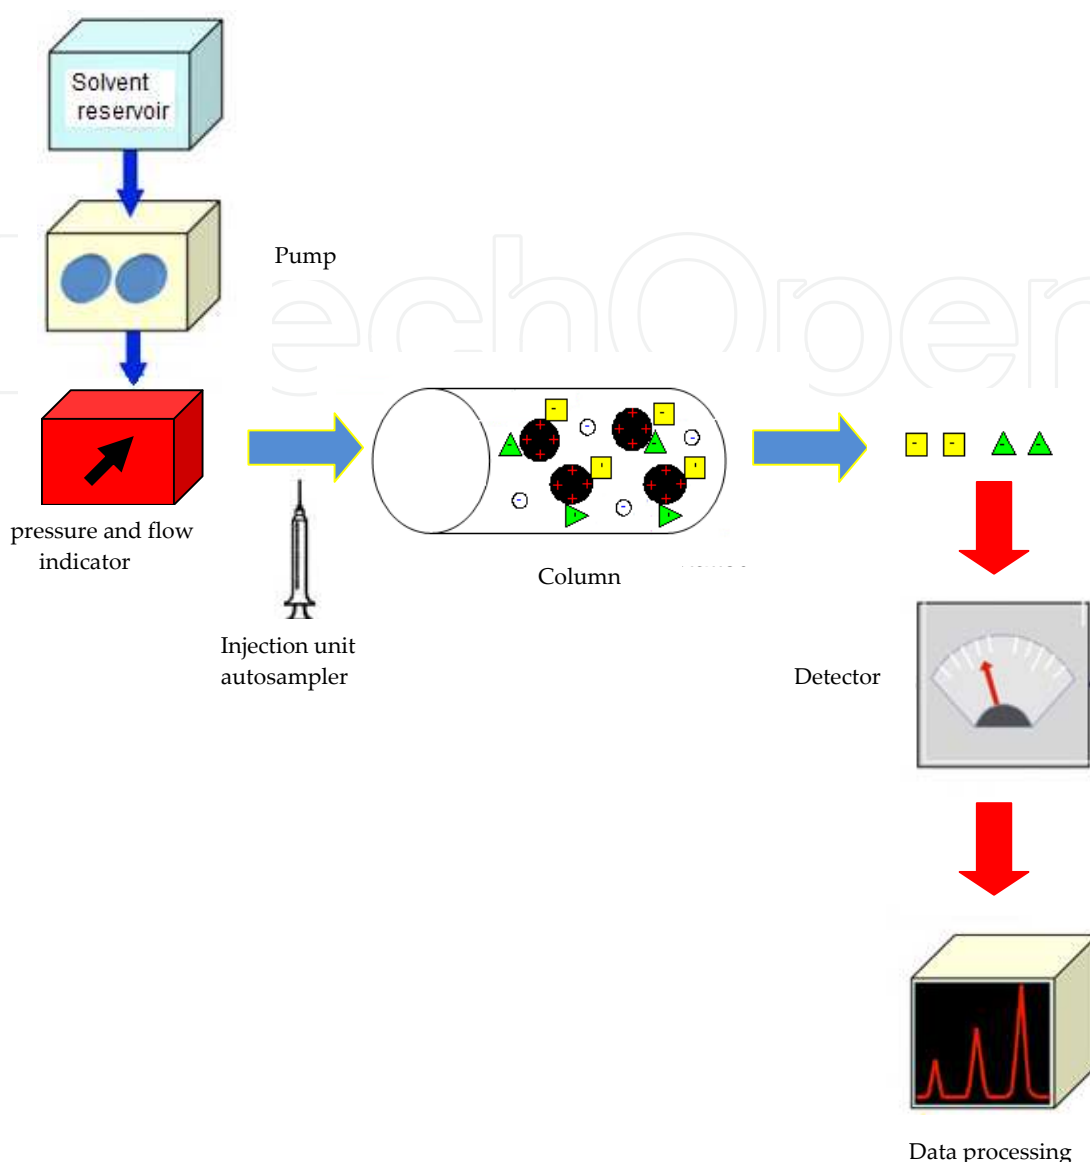 Solvent
reservoir
Pump
pressure and flow
indicator
Injection unit
autosampler
Column
Detector
Data processing